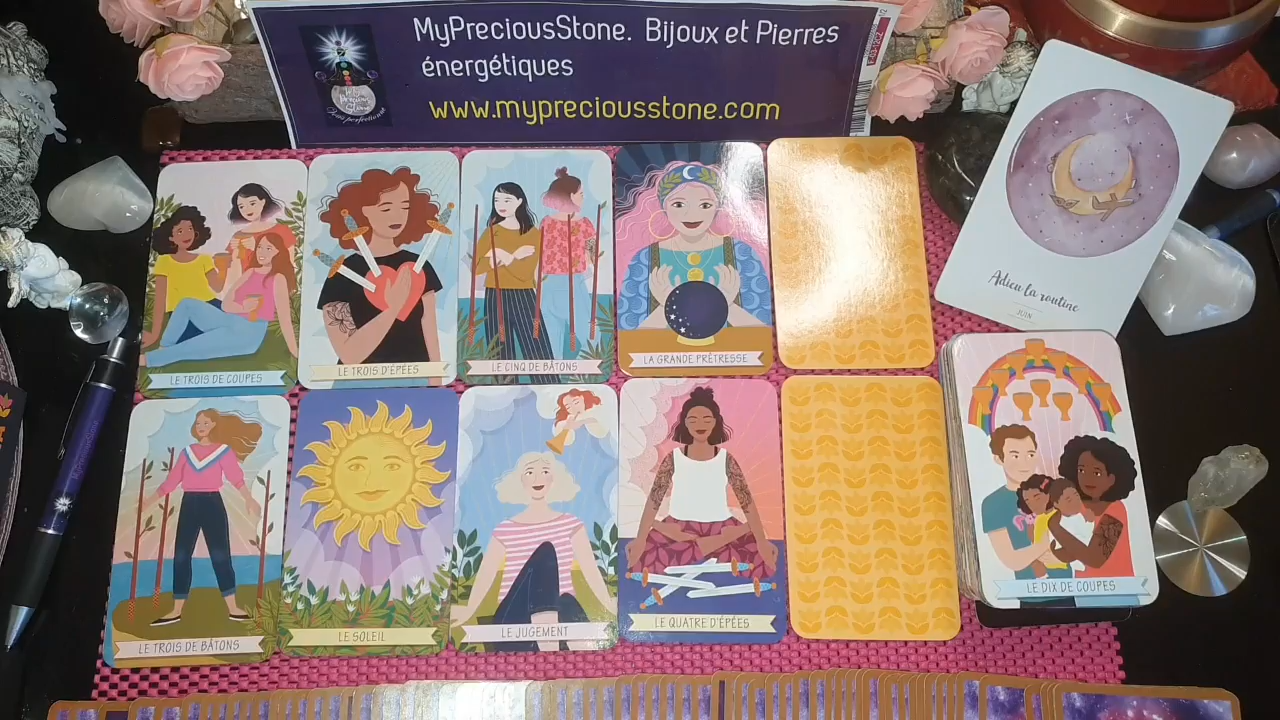 MyPreciousStone. Bijoux et Pierres
énergétiques
www.mypreciousstone.com
Adieu la routine
JUIN
LE TROIS DE COUPES
LE TROIS D'ÉPÉES
LE CINQ DE BÂTONS
LA GRANDE PRÊTRESSE
LE TROIS DE BÂTONS
LE SOLEIL
LE JUGEMENT
LE QUATRE D'ÉPÉES
LE DIX DE COUPES